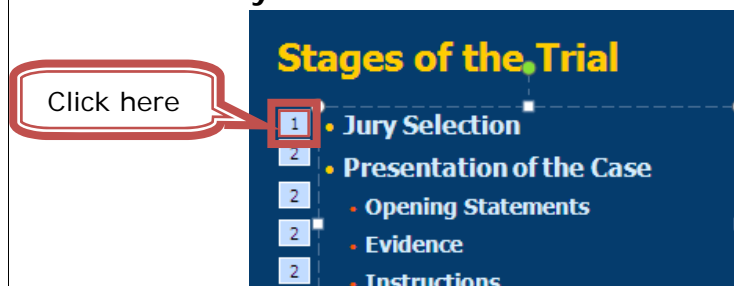 Stages of the Trial
Click here
1 • Jury Selection
2 • Presentation of the Case
2 • Opening Statements
2 • Evidence
2 • Instructions